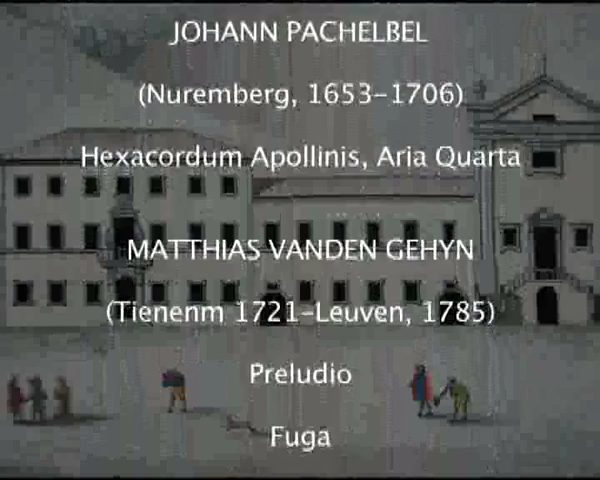 JOHANN PACHELBEL
(Nuremberg, 1653-1706)
Hexacordum Apollinis, Aria Quarta
MATTHIAS VANDEN GEHYN
(Tienenm 1721-Leuven, 1785)
Preludio
Fuga